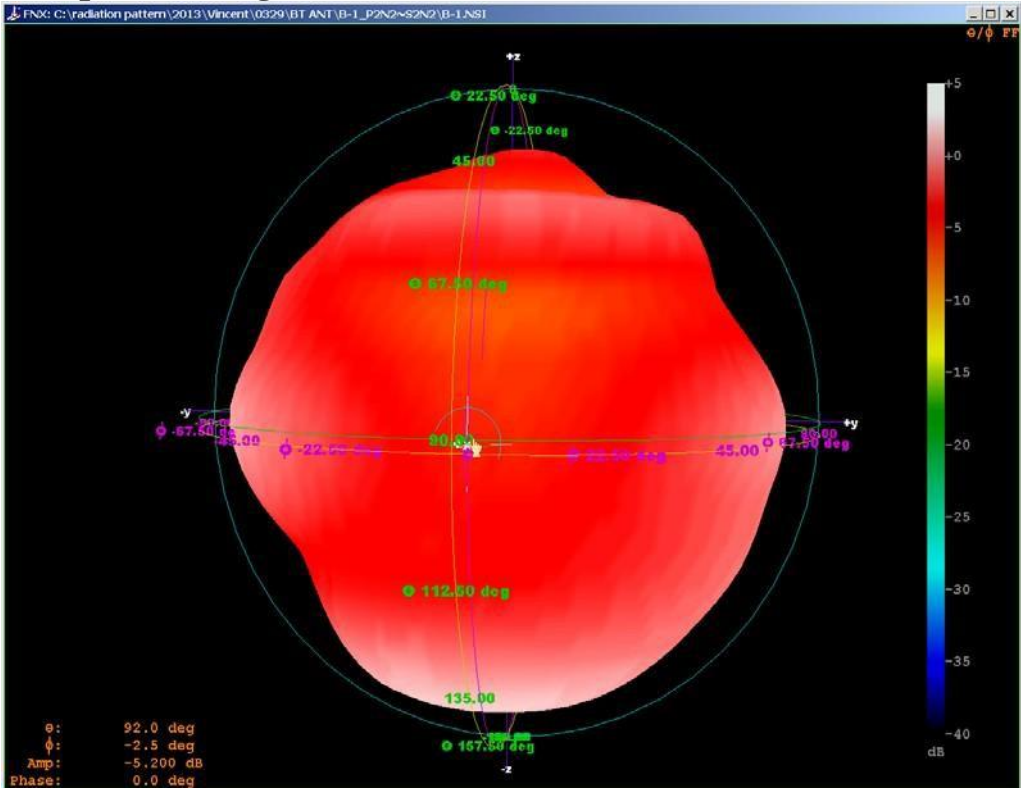 FNX: C:\radiation pattern\2013\Vincent\0329\BT ANT\B-1_P2N2~S2N2\B-1.NSI
Θ/ϕ FF
+z
Θ 22.50 deg
Θ -22.50 deg
45.00
+5
+0
-5
-10
-15
-20
-25
-30
-35
-40
dB
Θ 67.50 deg
-y
+y
ϕ -67.50 de
-45.00
ϕ -22.50 deg
90.00
ϕ 22.50 deg
45.00
90.00
ϕ 67.50 deg
Θ 112.50 deg
135.00
Θ 157.50 deg
-z
Θ: 92.0 deg
ϕ: -2.5 deg
Amp: -5.200 dB
Phase: 0.0 deg